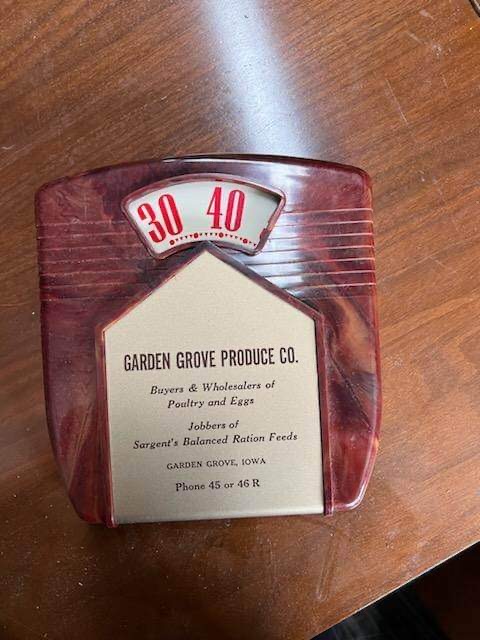 30 40
GARDEN GROVE PRODUCE CO.
Buyers & Wholesalers of
Poultry and Eggs
Jobbers of
Sargent's Balanced Ration Feeds
GARDEN GROVE, IOWA
Phone 45 or 46 R